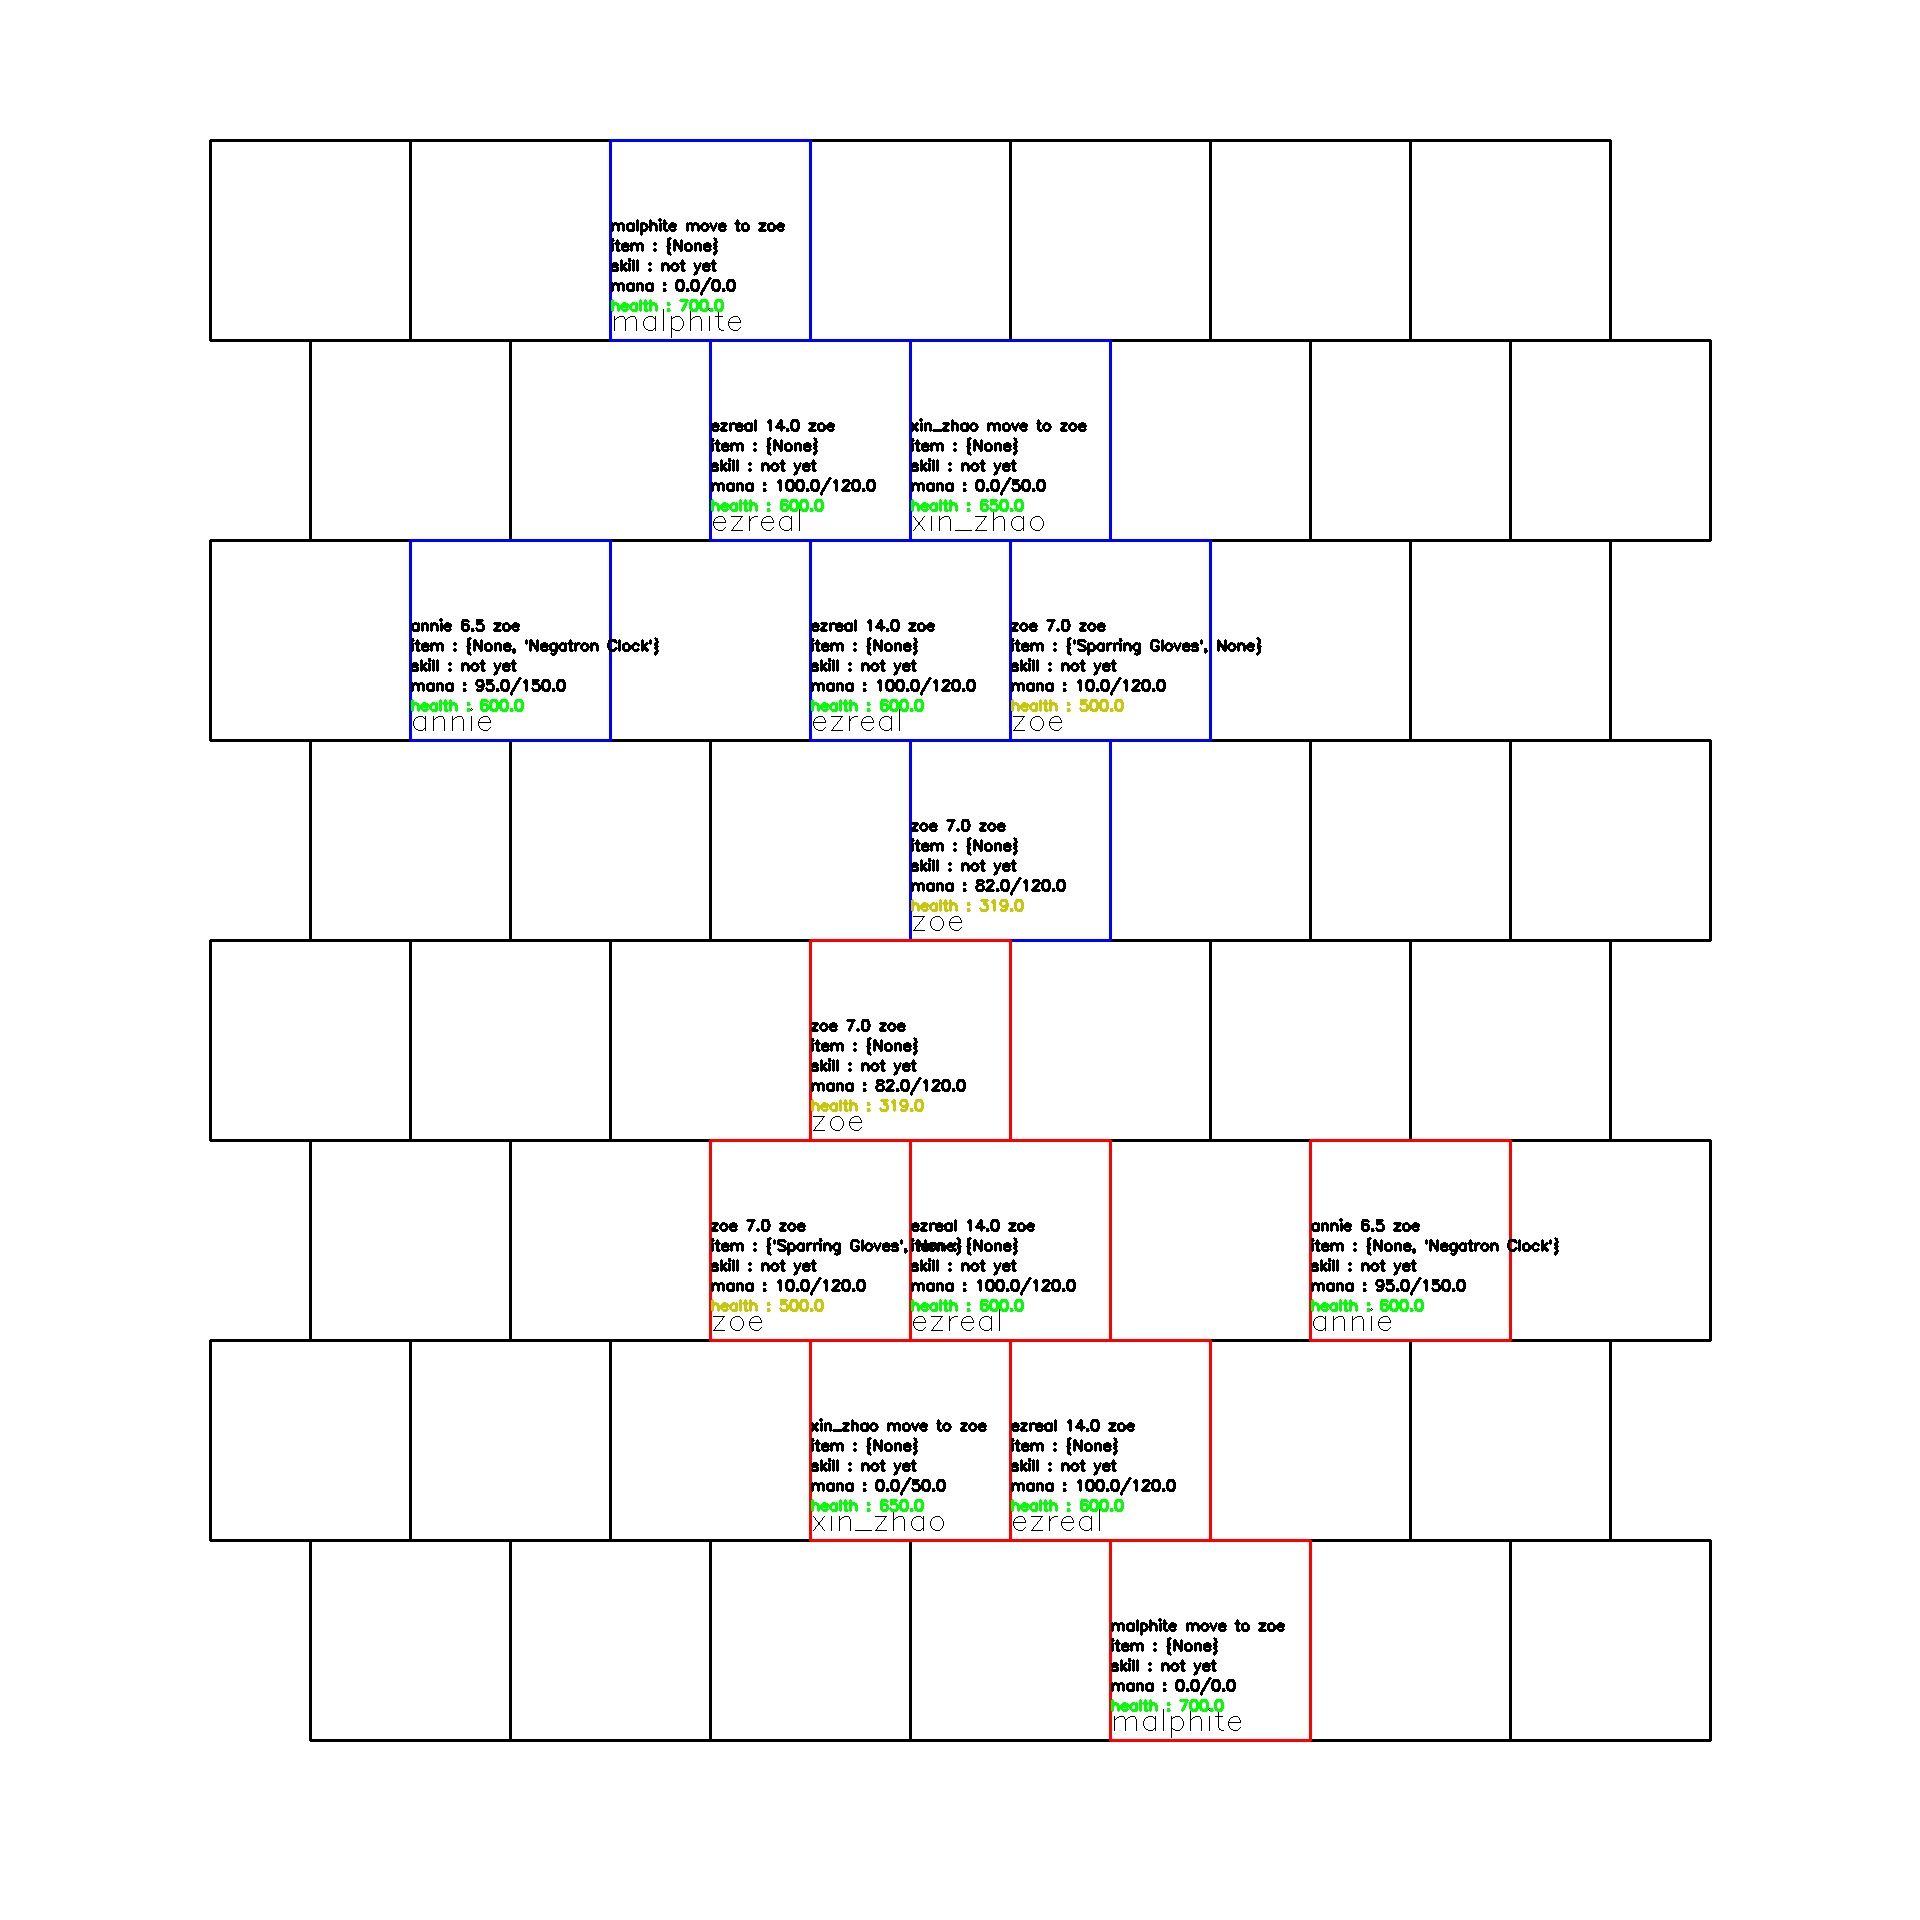 malphite move to zoe
item : {None}
skill : not yet
mana : 0.0/0.0
health : 700.0
malphite
ezreal 14.0 zoe
item : {None}
skill : not yet
mana : 100.0/120.0
health : 600.0
ezreal
xin_zhao move to zoe
item : {None}
skill : not yet
mana : 0.0/50.0
health : 650.0
xin_zhao
annie 6.5 zoe
item : {None, 'Negatron Clock'}
skill : not yet
mana : 95.0/150.0
health : 600.0
annie
ezreal 14.0 zoe
item : {None}
skill : not yet
mana : 100.0/120.0
health : 600.0
ezreal
zoe 7.0 zoe
item : {'Sparring Gloves', None}
skill : not yet
mana : 10.0/120.0
health : 500.0
zoe
zoe 7.0 zoe
item : {None}
skill : not yet
mana : 82.0/120.0
health : 319.0
zoe
zoe 7.0 zoe
item : {None}
skill : not yet
mana : 82.0/120.0
health : 319.0
zoe
zoe 7.0 zoe
item : {'Sparring Gloves', None}
skill : not yet
mana : 10.0/120.0
health : 500.0
zoe
ezreal 14.0 zoe
item : {None}
skill : not yet
mana : 100.0/120.0
health : 600.0
ezreal
annie 6.5 zoe
item : {None, 'Negatron Clock'}
skill : not yet
mana : 95.0/150.0
health : 600.0
annie
xin_zhao move to zoe
item : {None}
skill : not yet
mana : 0.0/50.0
health : 650.0
xin_zhao
ezreal 14.0 zoe
item : {None}
skill : not yet
mana : 100.0/120.0
health : 600.0
ezreal
malphite move to zoe
item : {None}
skill : not yet
mana : 0.0/0.0
health : 700.0
malphite